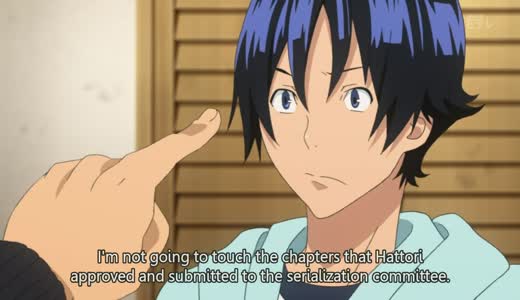 I'm not going to touch the chapters that Hattori
approved and submitted to the serialization committee.